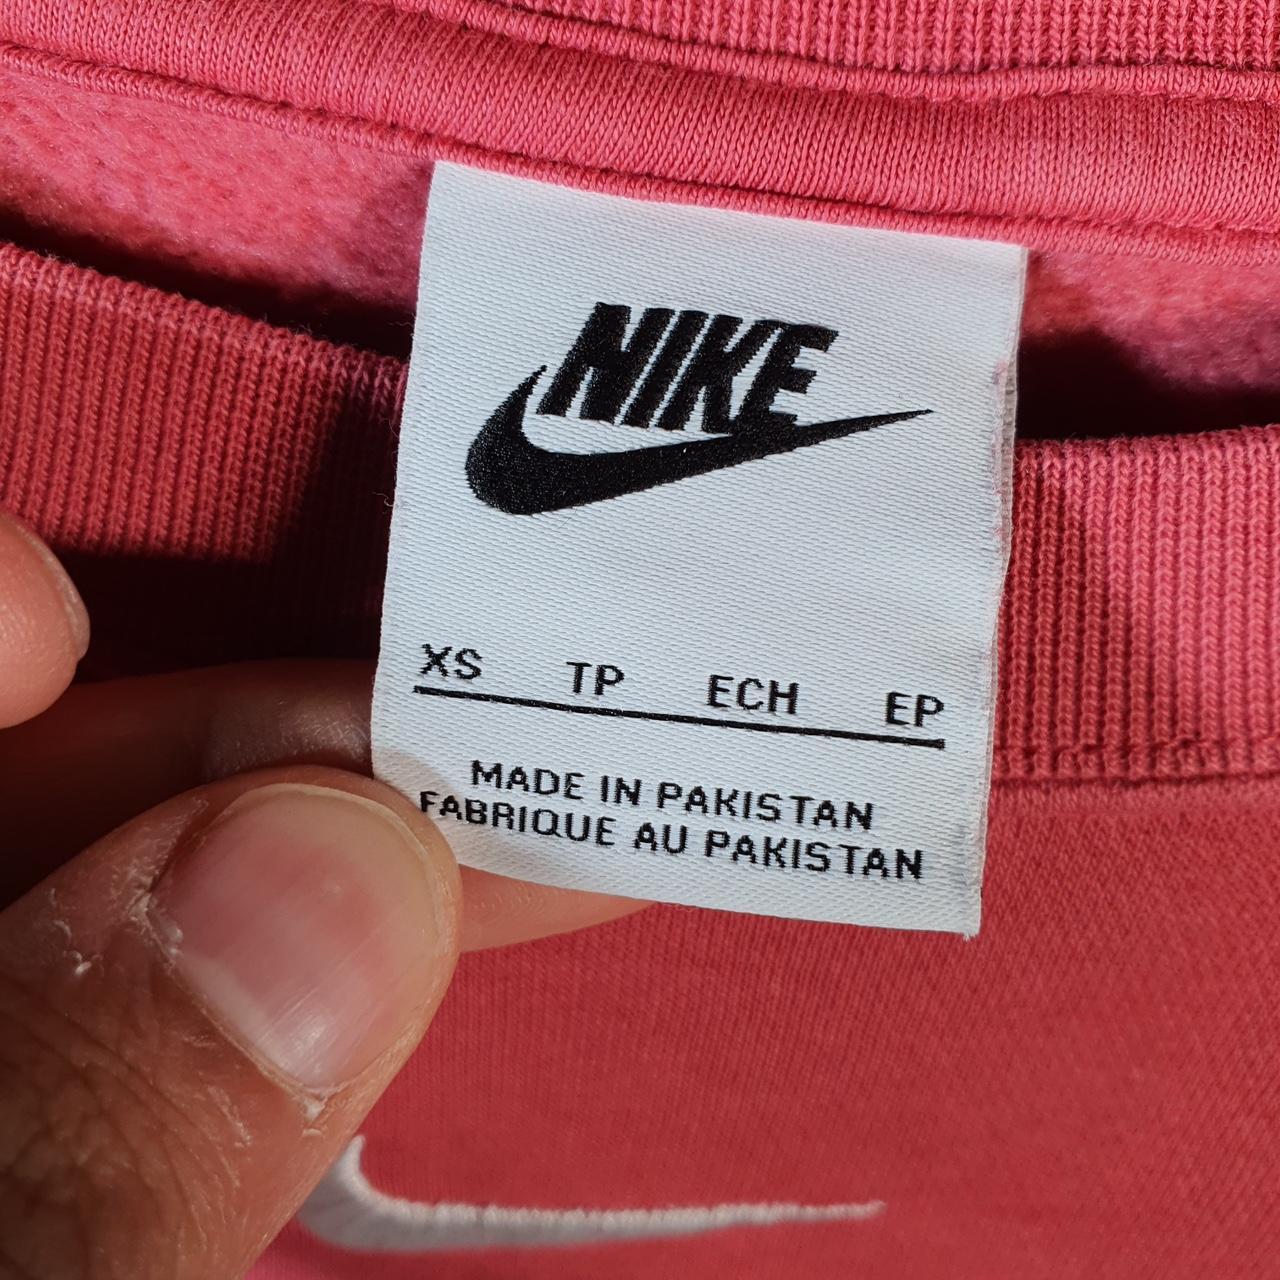 NIKE
XS TP ECH EP
MADE IN PAKISTAN
FABRIQUE AU PAKISTAN